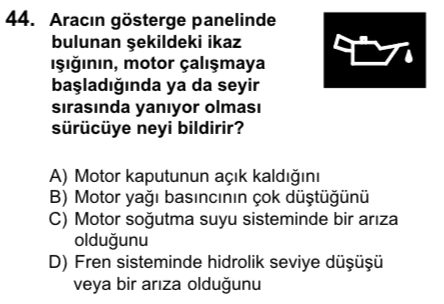 44. Aracın gösterge panelinde
bulunan şekildeki ikaz
ışığının, motor çalışmaya
başladığında ya da seyir
sırasında yanıyor olması
sürücüye neyi bildirir?
A) Motor kaputunun açık kaldığını
B) Motor yağı basıncının çok düştüğünü
C) Motor soğutma suyu sisteminde bir arıza
olduğunu
D) Fren sisteminde hidrolik seviye düşüşü
veya bir arıza olduğunu